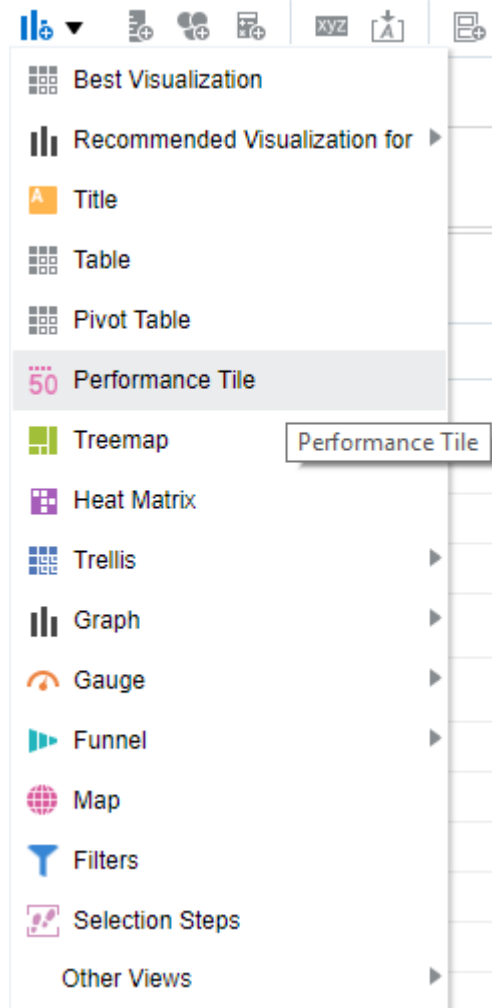 xyz
A
Best Visualization
Recommended Visualization for
A
Title
Table
Pivot Table
50
Performance Tile
Treemap
Performance Tile
Heat Matrix
Trellis
Graph
Gauge
Funnel
Map
Filters
Selection Steps
Other Views